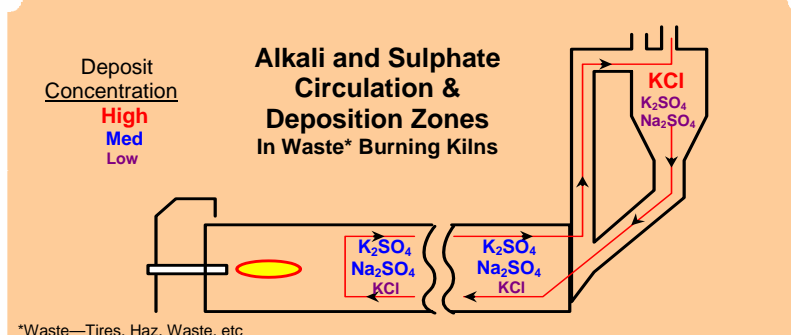 Deposit
Concentration
High
Med
Low
Alkali and Sulphate
Circulation &
Deposition Zones
In Waste* Burning Kilns
KCl
K₂SO₄
Na₂SO₄
K₂SO₄
Na₂SO₄
KCl
K₂SO₄
Na₂SO₄
KCl
*Waste—Tires, Haz. Waste, etc